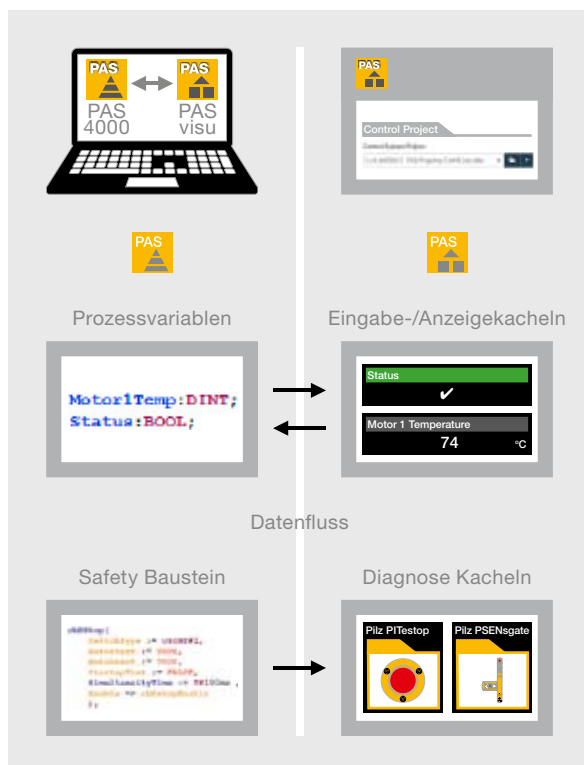 PAS
PAS
PAS
4000
PAS
visu
PAS
Control Project
PAS
PAS
Prozessvariablen
Eingabe-/Anzeigekacheln
Motor1Temp:DINT;
Status:BOOL;
Status
✔
Motor 1 Temperature
74 °C
Datenfluss
Safety Baustein
Diagnose Kacheln
Pilz PITestop
Pilz PSENsgate